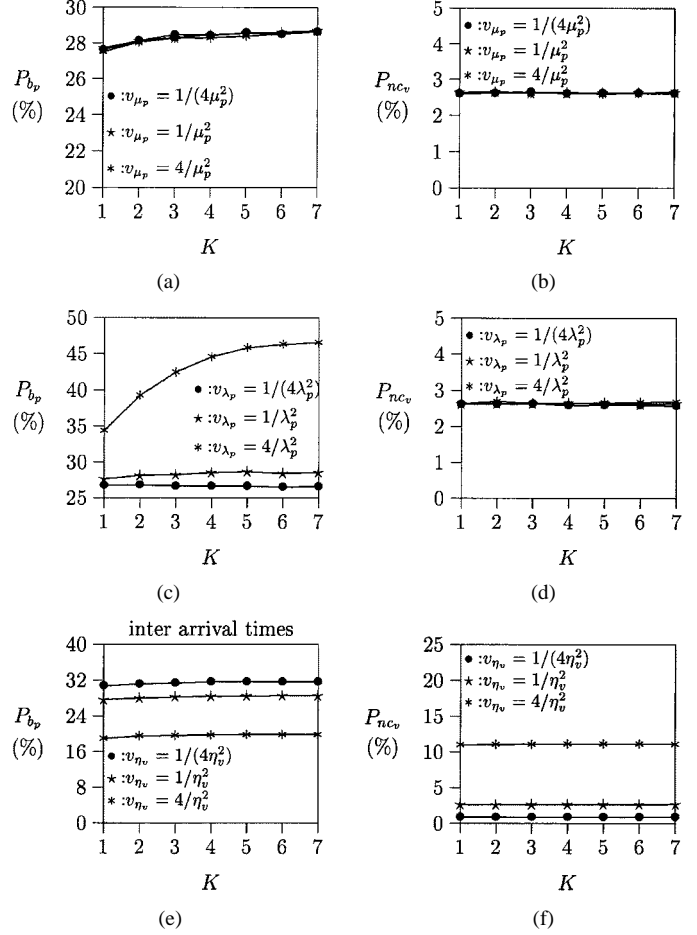 30
28
26
24
22
20
P_{b_p}
(%)
● :v_{μ_p} = 1/(4μ_p^2)
★ :v_{μ_p} = 1/μ_p^2
✳ :v_{μ_p} = 4/μ_p^2
1 2 3 4 5 6 7
K
(a)
5
4
3
2
1
0
P_{nc_v}
(%)
● :v_{μ_p} = 1/(4μ_p^2)
★ :v_{μ_p} = 1/μ_p^2
✳ :v_{μ_p} = 4/μ_p^2
1 2 3 4 5 6 7
K
(b)
50
45
40
35
30
25
P_{b_p}
(%)
● :v_{λ_p} = 1/(4λ_p^2)
★ :v_{λ_p} = 1/λ_p^2
✳ :v_{λ_p} = 4/λ_p^2
1 2 3 4 5 6 7
K
(c)
5
4
3
2
1
0
P_{nc_v}
(%)
● :v_{λ_p} = 1/(4λ_p^2)
★ :v_{λ_p} = 1/λ_p^2
✳ :v_{λ_p} = 4/λ_p^2
1 2 3 4 5 6 7
K
(d)
inter arrival times
40
32
24
16
8
0
P_{b_p}
(%)
● :v_{η_v} = 1/(4η_v^2)
★ :v_{η_v} = 1/η_v^2
✳ :v_{η_v} = 4/η_v^2
1 2 3 4 5 6 7
K
(e)
25
20
15
10
5
0
P_{nc_v}
(%)
● :v_{η_v} = 1/(4η_v^2)
★ :v_{η_v} = 1/η_v^2
✳ :v_{η_v} = 4/η_v^2
1 2 3 4 5 6 7
K
(f)